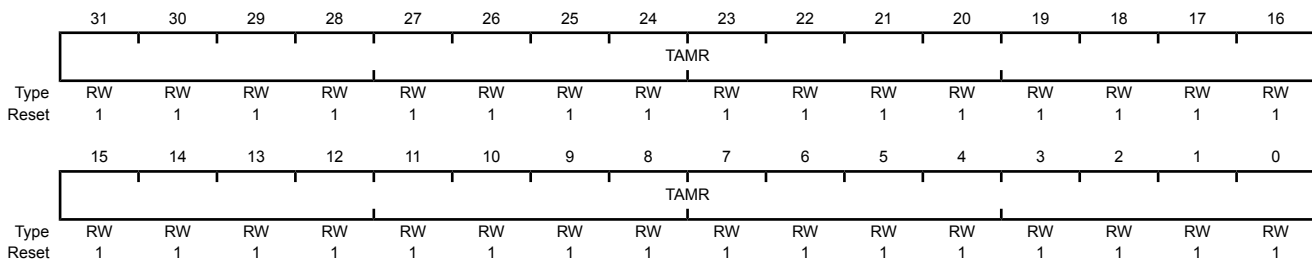 31 30 29 28 27 26 25 24 23 22 21 20 19 18 17 16
TAMR
Type RW RW RW RW RW RW RW RW RW RW RW RW RW RW RW RW
Reset 1 1 1 1 1 1 1 1 1 1 1 1 1 1 1 1
15 14 13 12 11 10 9 8 7 6 5 4 3 2 1 0
TAMR
Type RW RW RW RW RW RW RW RW RW RW RW RW RW RW RW RW
Reset 1 1 1 1 1 1 1 1 1 1 1 1 1 1 1 1